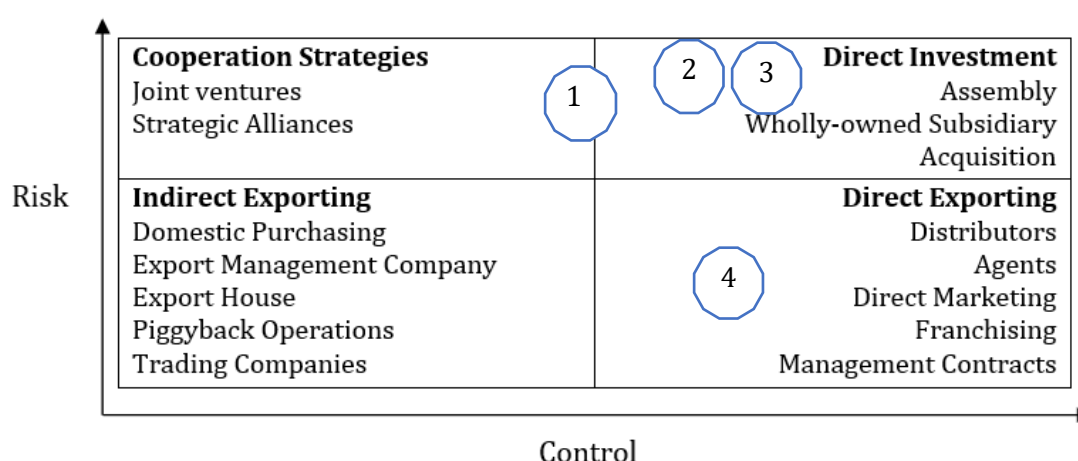 Cooperation Strategies
Joint ventures
Strategic Alliances
1
2
3
Direct Investment
Assembly
Wholly-owned Subsidiary
Acquisition
Risk
Indirect Exporting
Domestic Purchasing
Export Management Company
Export House
Piggyback Operations
Trading Companies
4
Direct Exporting
Distributors
Agents
Direct Marketing
Franchising
Management Contracts
Control